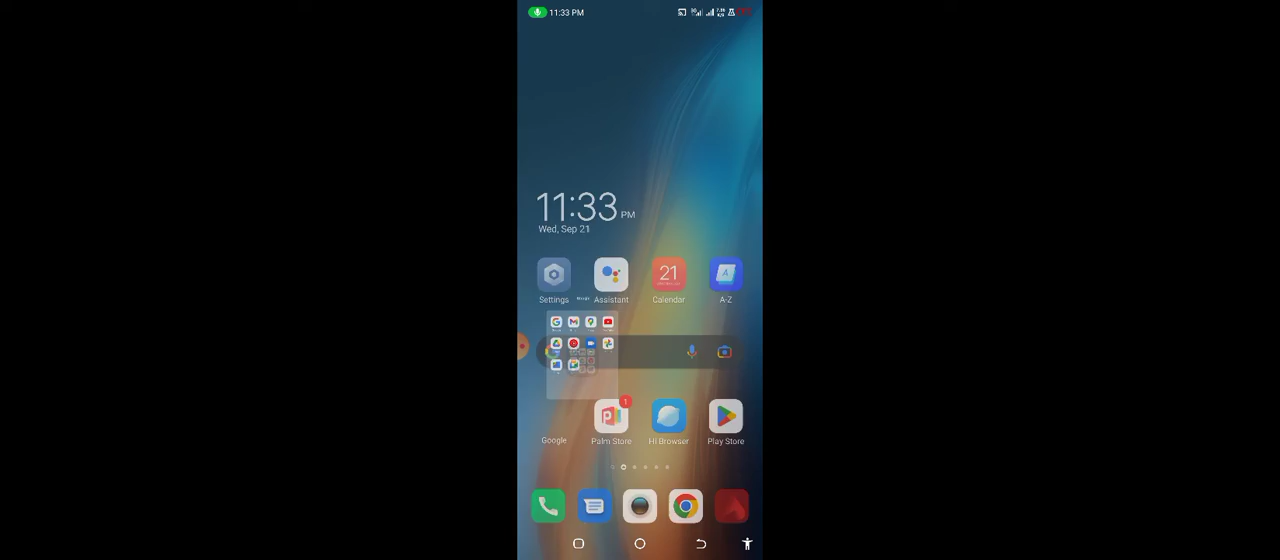 11:33 PM
11:33 PM
Wed, Sep 21
Settings
Assistant
21
Calendar
A
A-Z
1
Google
Palm Store
HI Browser
Play Store